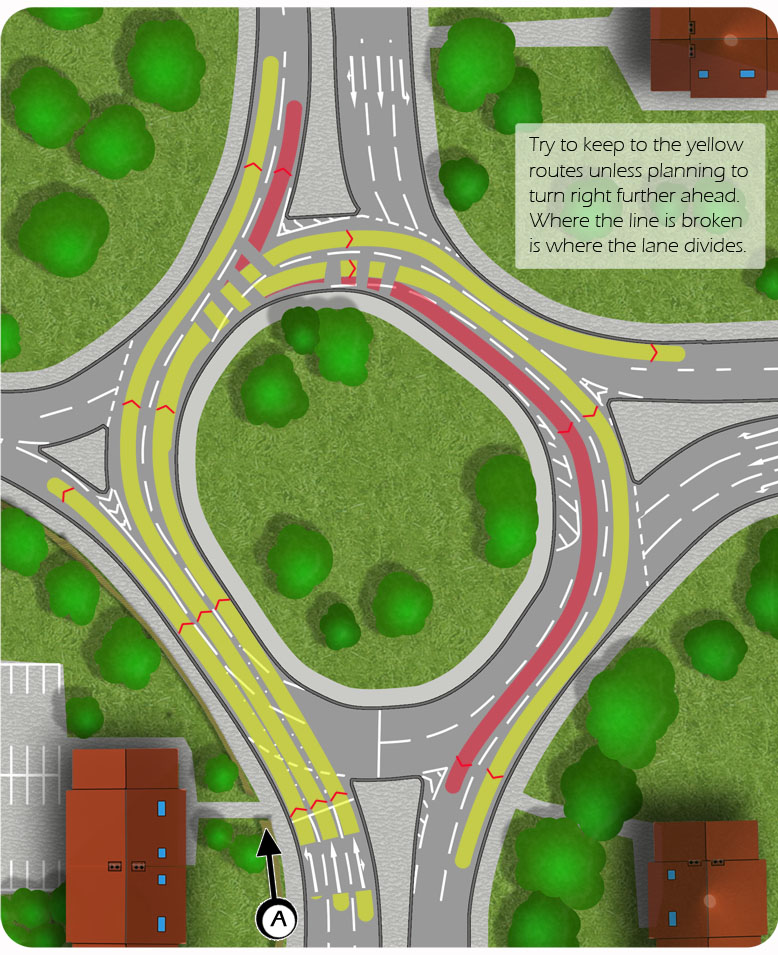 Try to keep to the yellow
routes unless planning to
turn right further ahead.
Where the line is broken
is where the lane divides.
A